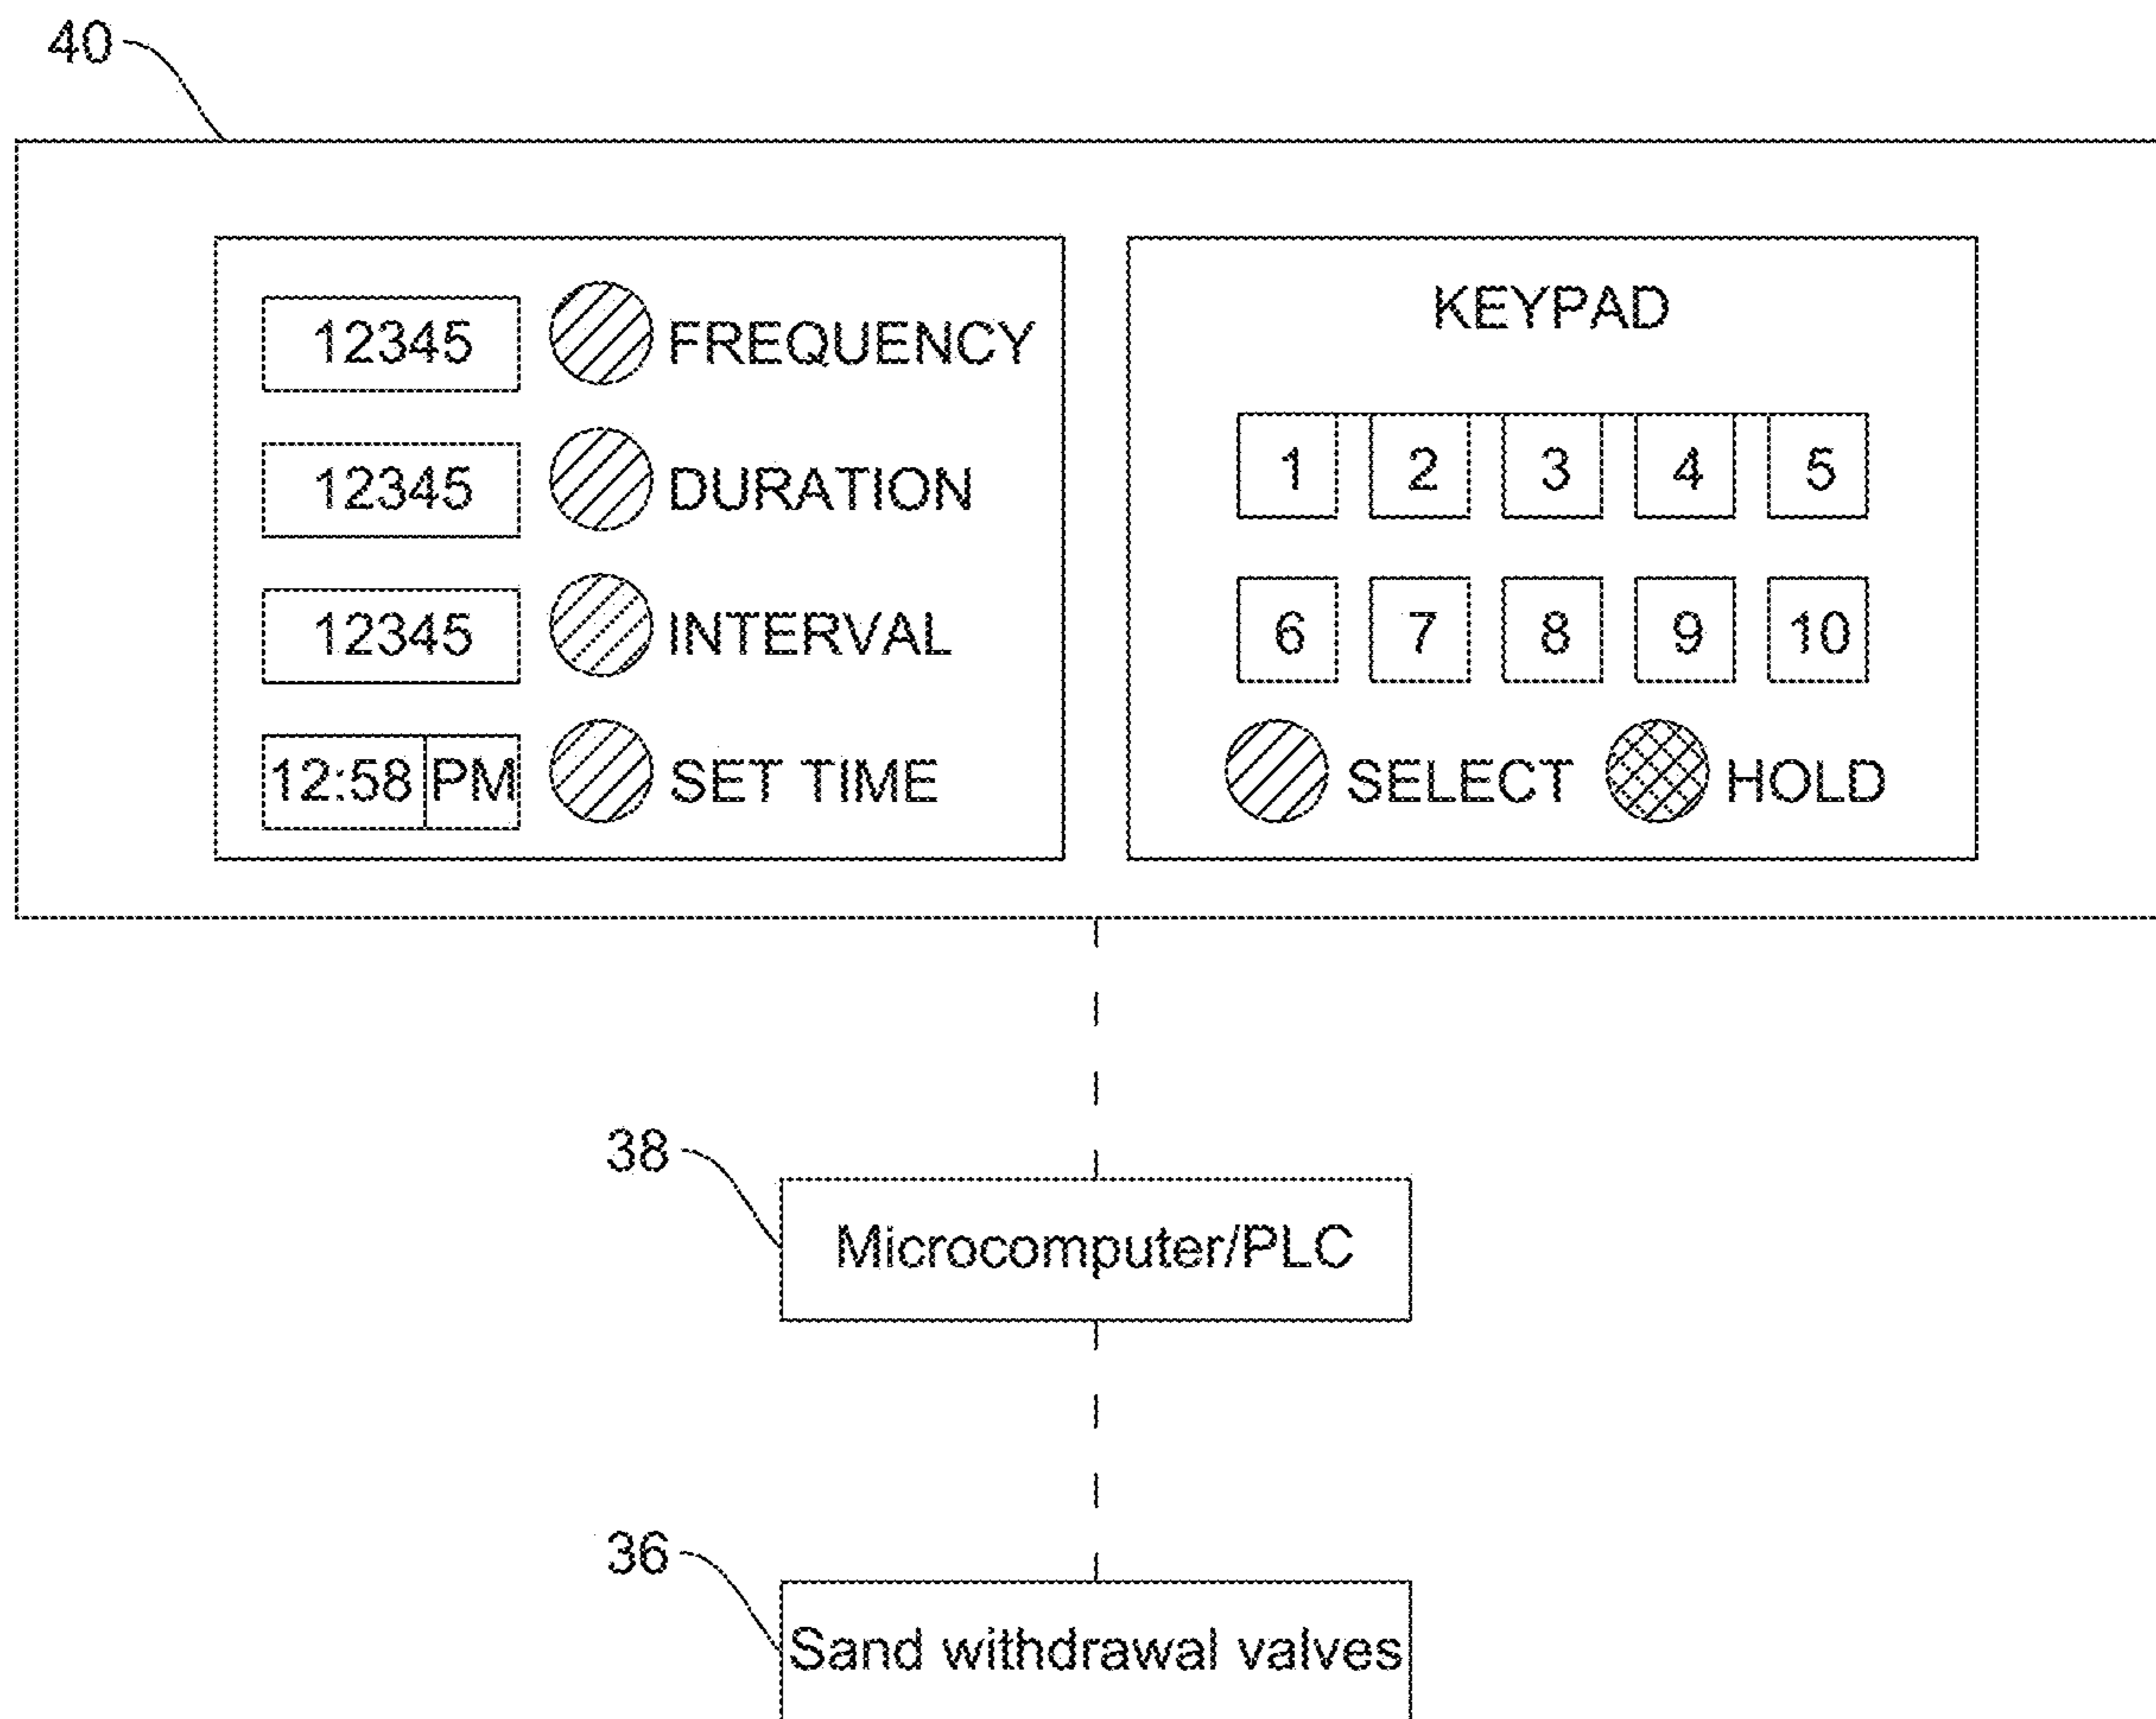 40
12345 FREQUENCY
12345 DURATION
12345 INTERVAL
12:58 PM SET TIME
KEYPAD
1 2 3 4 5
6 7 8 9 10
SELECT HOLD
38
Microcomputer/PLC
36
Sand withdrawal valves